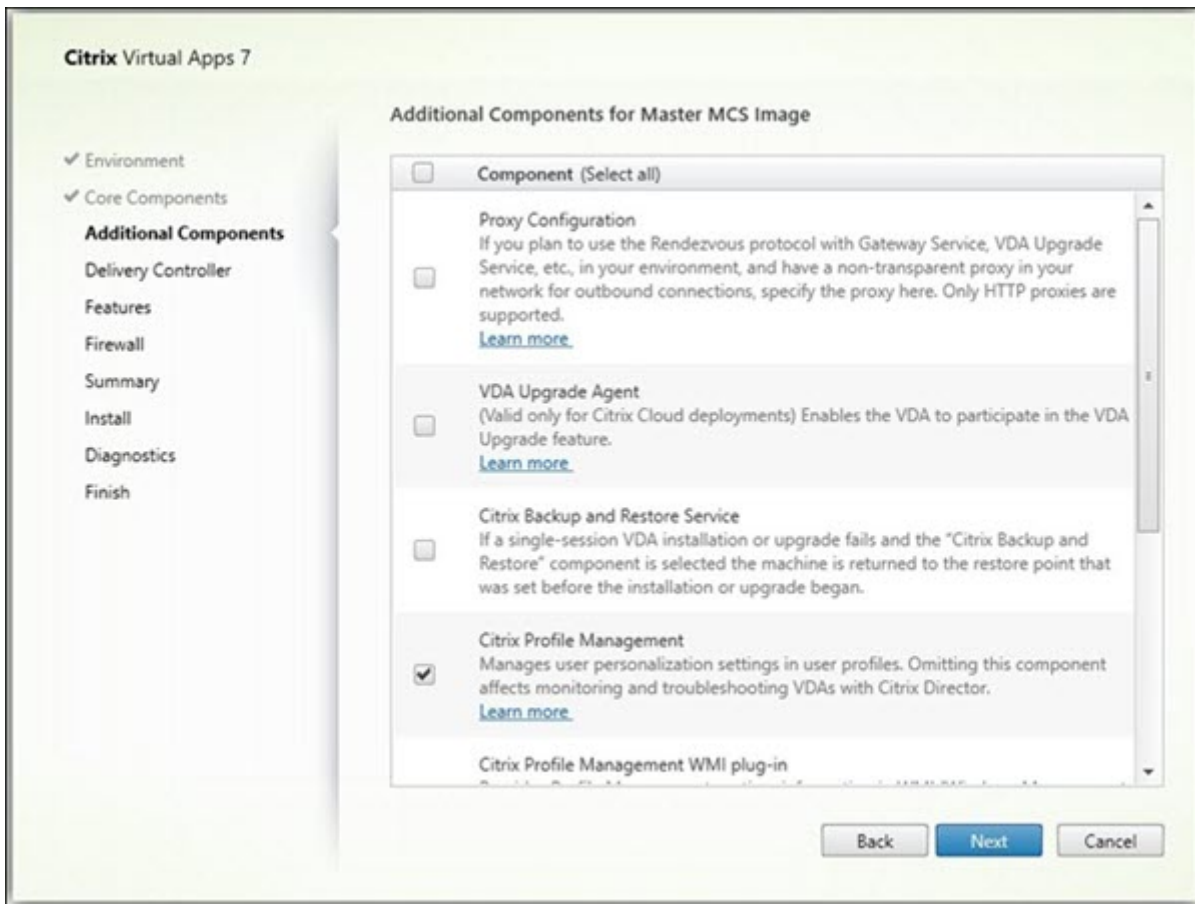 Citrix Virtual Apps 7
Additional Components for Master MCS Image
Environment
Core Components
Additional Components
Delivery Controller
Features
Firewall
Summary
Install
Diagnostics
Finish
Component (Select all)
Proxy Configuration
If you plan to use the Rendezvous protocol with Gateway Service, VDA Upgrade
Service, etc., in your environment, and have a non-transparent proxy in your
network for outbound connections, specify the proxy here. Only HTTP proxies are
supported.
Learn more
VDA Upgrade Agent
(Valid only for Citrix Cloud deployments) Enables the VDA to participate in the VDA
Upgrade feature.
Learn more
Citrix Backup and Restore Service
If a single-session VDA installation or upgrade fails and the "Citrix Backup and
Restore" component is selected the machine is returned to the restore point that
was set before the installation or upgrade began.
Citrix Profile Management
Manages user personalization settings in user profiles. Omitting this component
affects monitoring and troubleshooting VDAs with Citrix Director.
Learn more
Citrix Profile Management WMI plug-in
Back
Next
Cancel